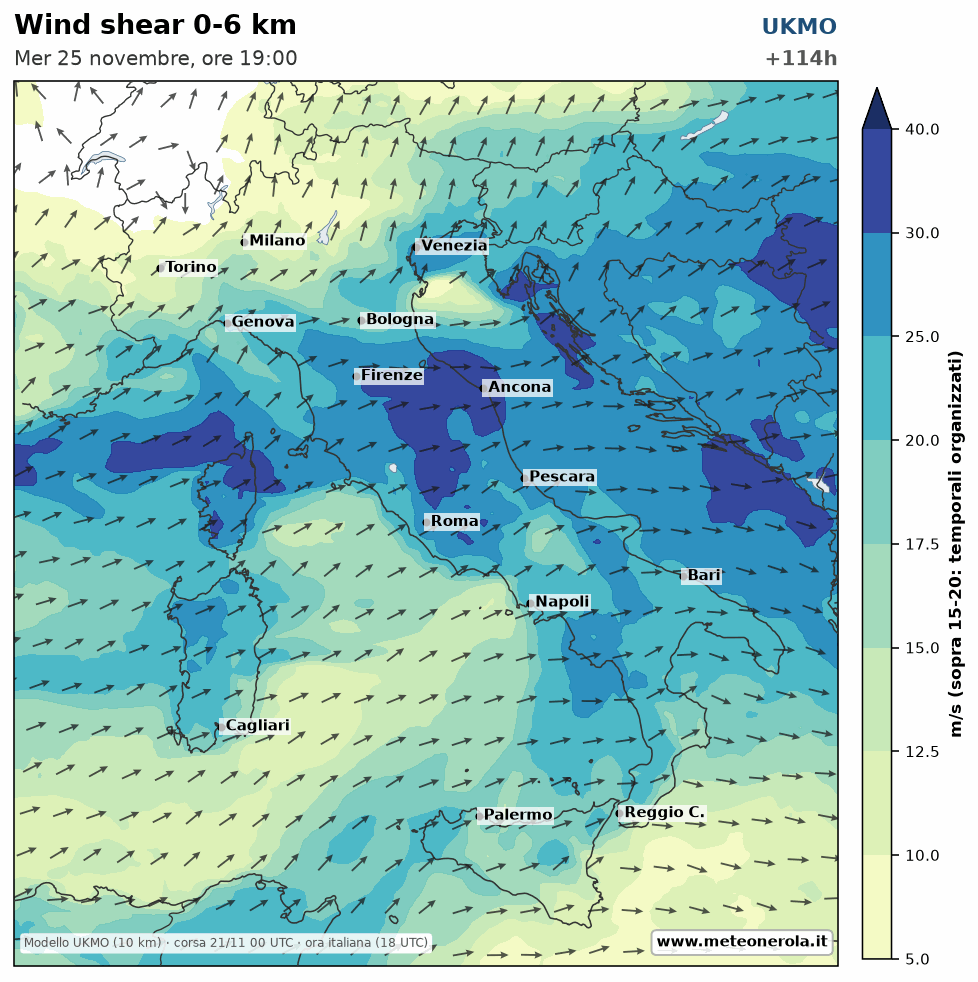 Wind shear 0-6 km
UKMO
Mer 25 novembre, ore 19:00
+114h
Milano
Venezia
Torino
Genova
Bologna
Firenze
Ancona
Pescara
Roma
Bari
Napoli
Cagliari
Palermo
Reggio C.
Modello UKMO (10 km) · corsa 21/11 00 UTC · ora italiana (18 UTC)
www.meteonerola.it
40.0
30.0
25.0
20.0
17.5
15.0
12.5
10.0
5.0
m/s (sopra 15-20: temporali organizzati)